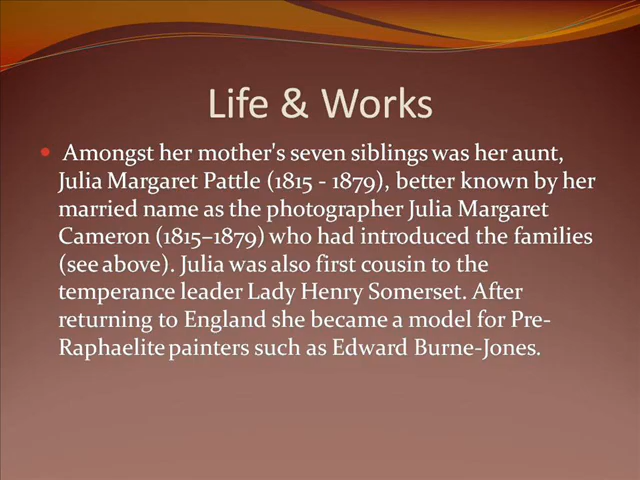 Life & Works
Amongst her mother's seven siblings was her aunt,
Julia Margaret Pattle (1815 - 1879), better known by her
married name as the photographer Julia Margaret
Cameron (1815–1879) who had introduced the families
(see above). Julia was also first cousin to the
temperance leader Lady Henry Somerset. After
returning to England she became a model for Pre-
Raphaelite painters such as Edward Burne-Jones.